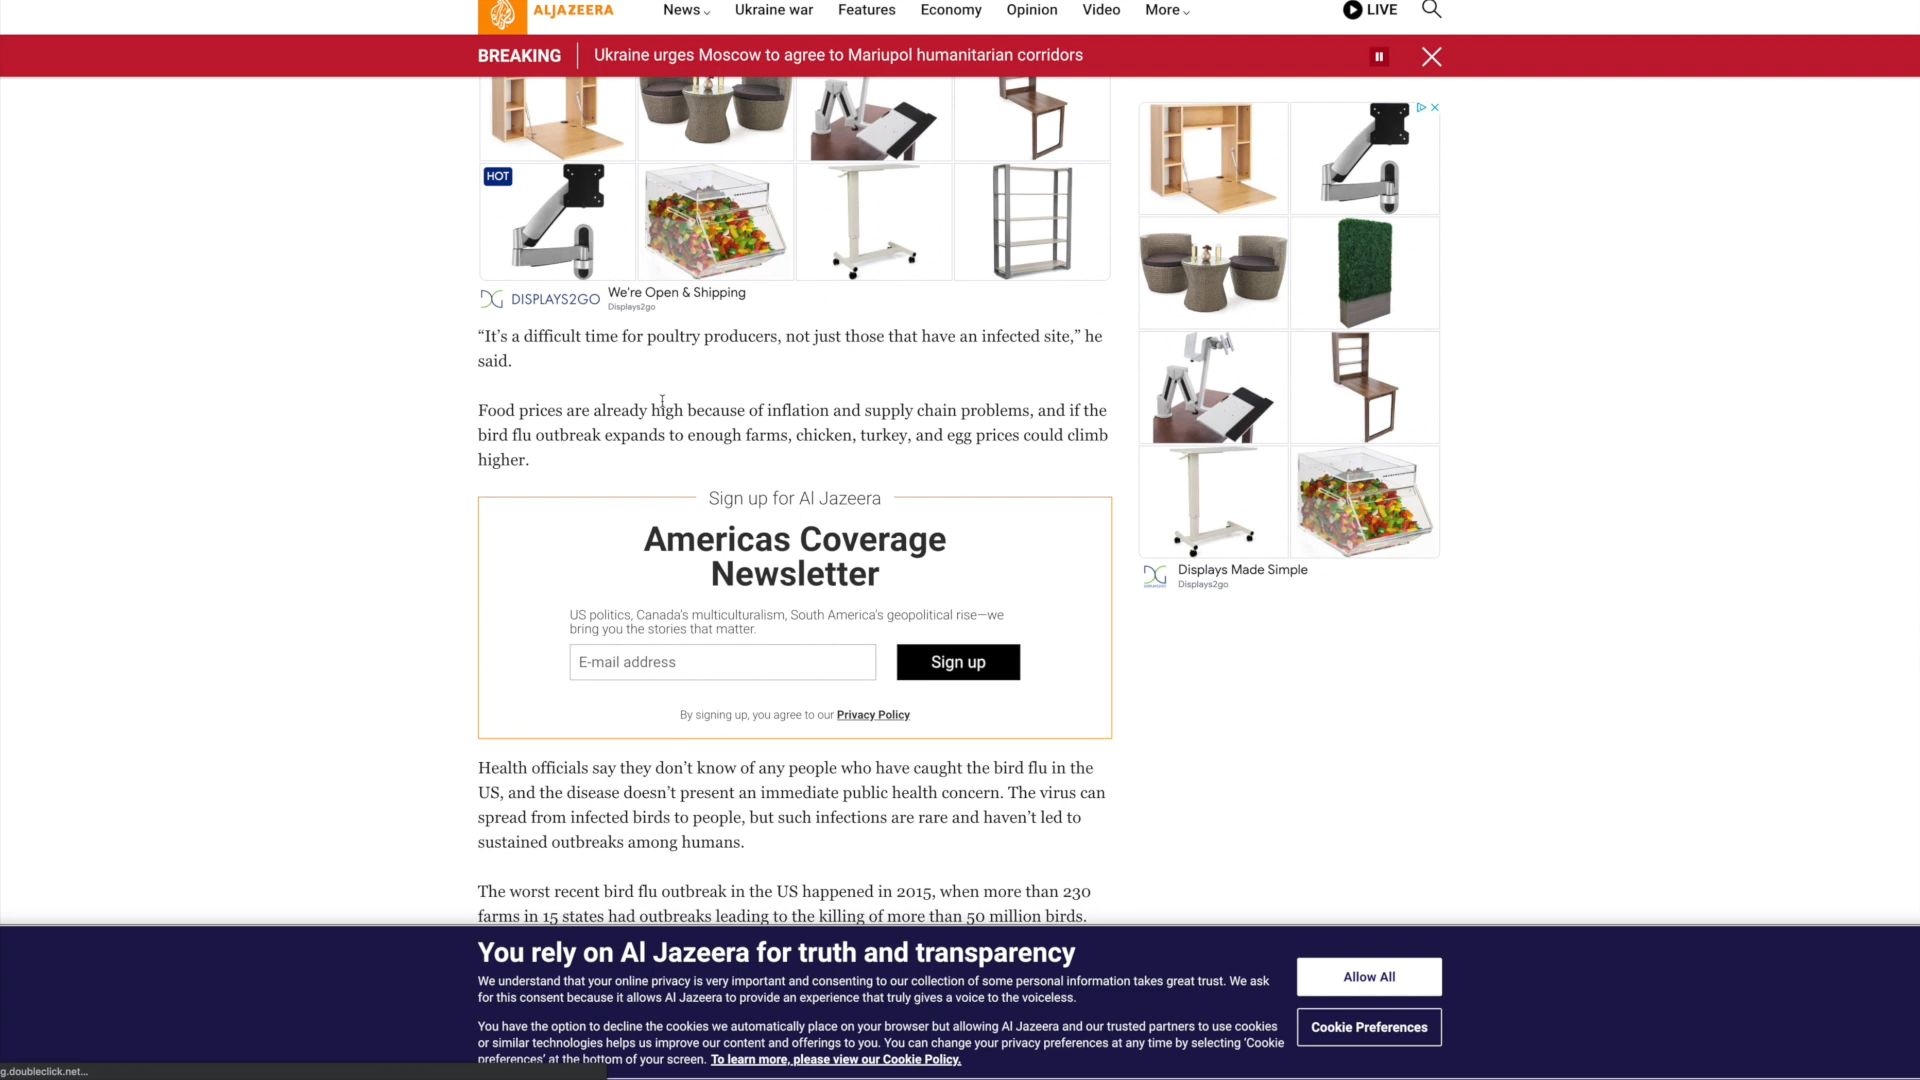 ALJAZEERA
News
Ukraine war
Features
Economy
Opinion
Video
More
LIVE
BREAKING
Ukraine urges Moscow to agree to Mariupol humanitarian corridors
HOT
DISPLAYS2GO
We're Open & Shipping
Displays2go
“It’s a difficult time for poultry producers, not just those that have an infected site,” he
said.
Food prices are already high because of inflation and supply chain problems, and if the
bird flu outbreak expands to enough farms, chicken, turkey, and egg prices could climb
higher.
Displays Made Simple
Displays2go
Sign up for Al Jazeera
Americas Coverage
Newsletter
US politics, Canada’s multiculturalism, South America’s geopolitical rise—we
bring you the stories that matter.
E-mail address
Sign up
By signing up, you agree to our Privacy Policy
Health officials say they don’t know of any people who have caught the bird flu in the
US, and the disease doesn’t present an immediate public health concern. The virus can
spread from infected birds to people, but such infections are rare and haven’t led to
sustained outbreaks among humans.
The worst recent bird flu outbreak in the US happened in 2015, when more than 230
farms in 15 states had outbreaks leading to the killing of more than 50 million birds.
You rely on Al Jazeera for truth and transparency
We understand that your online privacy is very important and consenting to our collection of some personal information takes great trust. We ask
for this consent because it allows Al Jazeera to provide an experience that truly gives a voice to the voiceless.
You have the option to decline the cookies we automatically place on your browser but allowing Al Jazeera and our trusted partners to use cookies
or similar technologies helps us improve our content and offerings to you. You can change your privacy preferences at any time by selecting ‘Cookie
preferences’ at the bottom of your screen. To learn more, please view our Cookie Policy.
Allow All
Cookie Preferences
g.doubleclick.net...